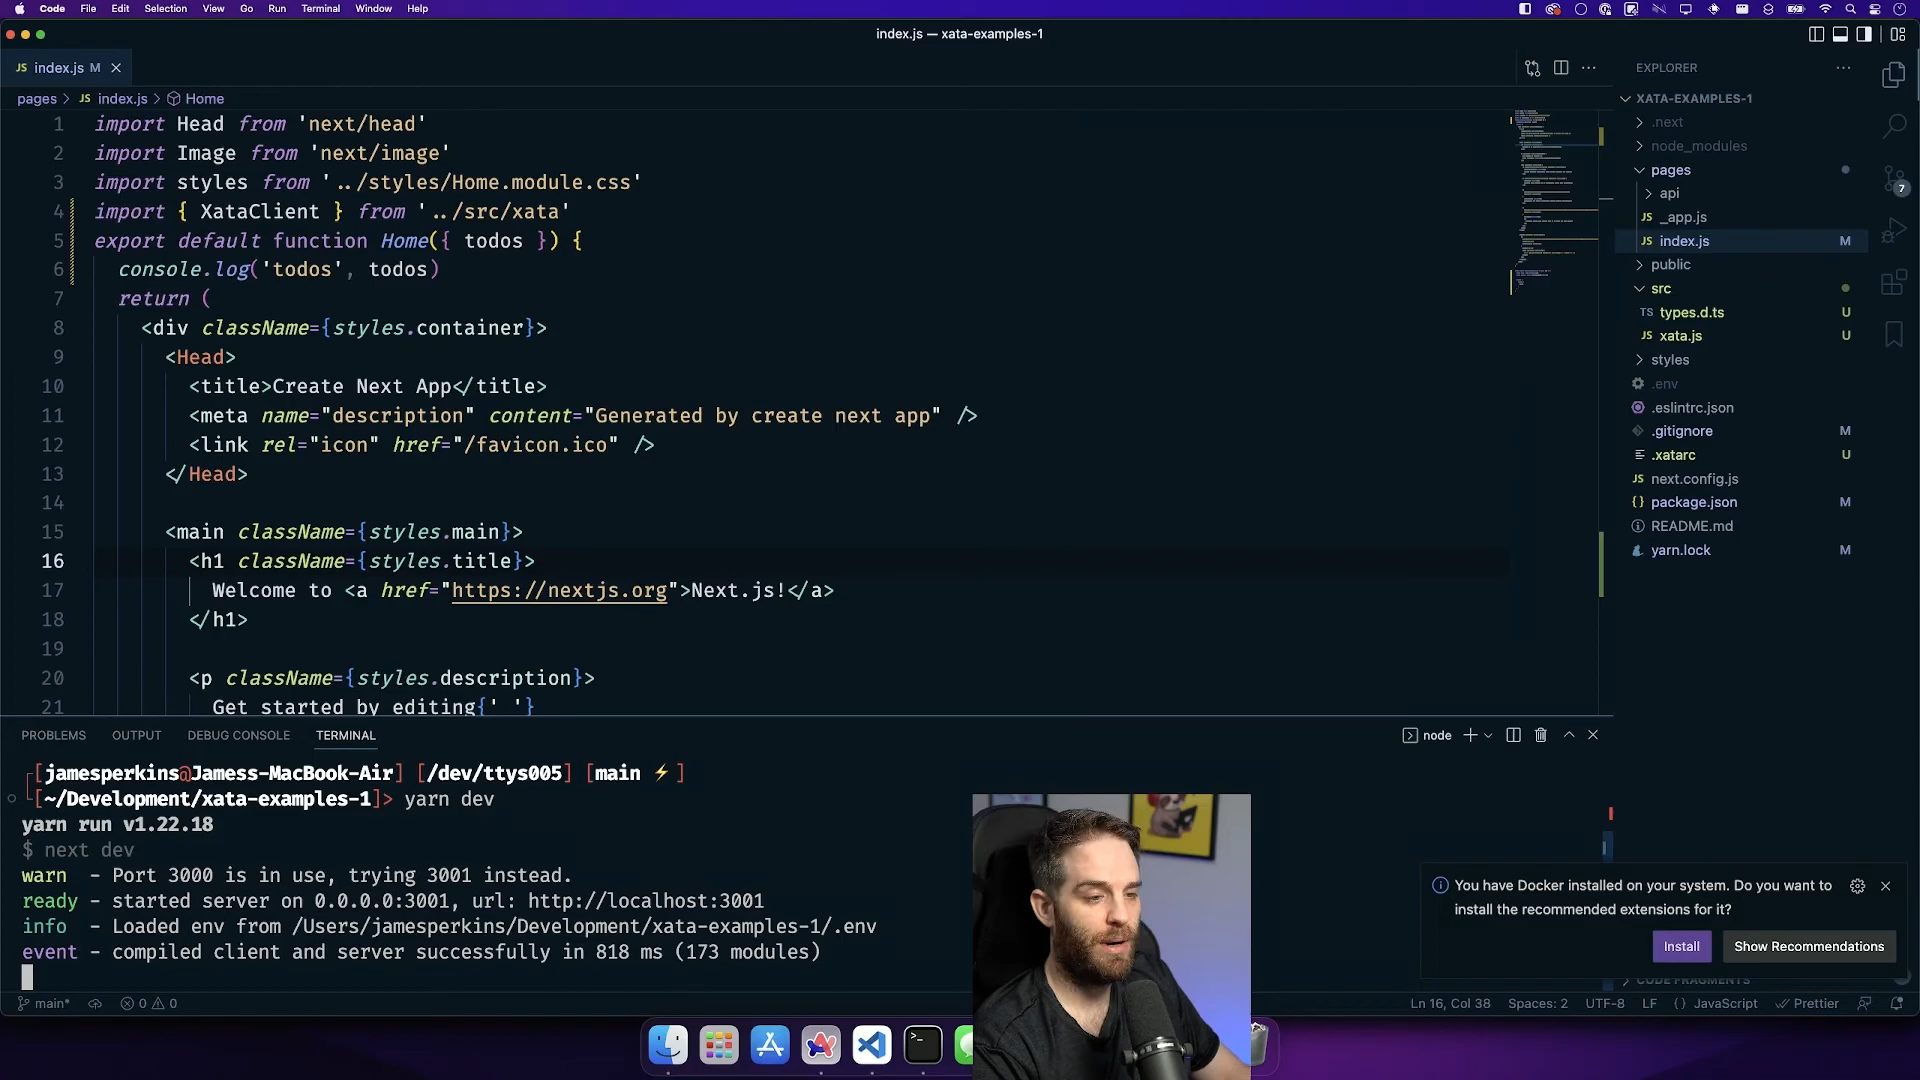 Code File Edit Selection View Go Run Terminal Window Help
index.js — xata-examples-1
JS index.js M
pages > JS index.js > Home
1 import Head from 'next/head'
2 import Image from 'next/image'
3 import styles from '../styles/Home.module.css'
4 import { XataClient } from '../src/xata'
5 export default function Home({ todos }) {
6 console.log('todos', todos)
7 return (
8 <div className={styles.container}>
9 <Head>
10 <title>Create Next App</title>
11 <meta name="description" content="Generated by create next app" />
12 <link rel="icon" href="/favicon.ico" />
13 </Head>
14
15 <main className={styles.main}>
16 <h1 className={styles.title}>
17 Welcome to <a href="https://nextjs.org">Next.js!</a>
18 </h1>
19
20 <p className={styles.description}>
21 Get started by editing{' '}
EXPLORER
XATA-EXAMPLES-1
.next
node_modules
pages
api
JS _app.js
JS index.js M
public
src
TS types.d.ts U
JS xata.js U
styles
.env
.eslintrc.json
.gitignore M
.xatarc U
JS next.config.js
{} package.json M
README.md
yarn.lock M
7
PROBLEMS OUTPUT DEBUG CONSOLE TERMINAL
node
[jamesperkins@Jamess-MacBook-Air] [/dev/ttys005] [main ⚡ ]
[~/Development/xata-examples-1]> yarn dev
yarn run v1.22.18
$ next dev
warn - Port 3000 is in use, trying 3001 instead.
ready - started server on 0.0.0.0:3001, url: http://localhost:3001
info - Loaded env from /Users/jamesperkins/Development/xata-examples-1/.env
event - compiled client and server successfully in 818 ms (173 modules)
You have Docker installed on your system. Do you want to
install the recommended extensions for it?
Install Show Recommendations
CODE FRAGMENTS
main* 0 0
Ln 16, Col 38 Spaces: 2 UTF-8 LF {} JavaScript Prettier